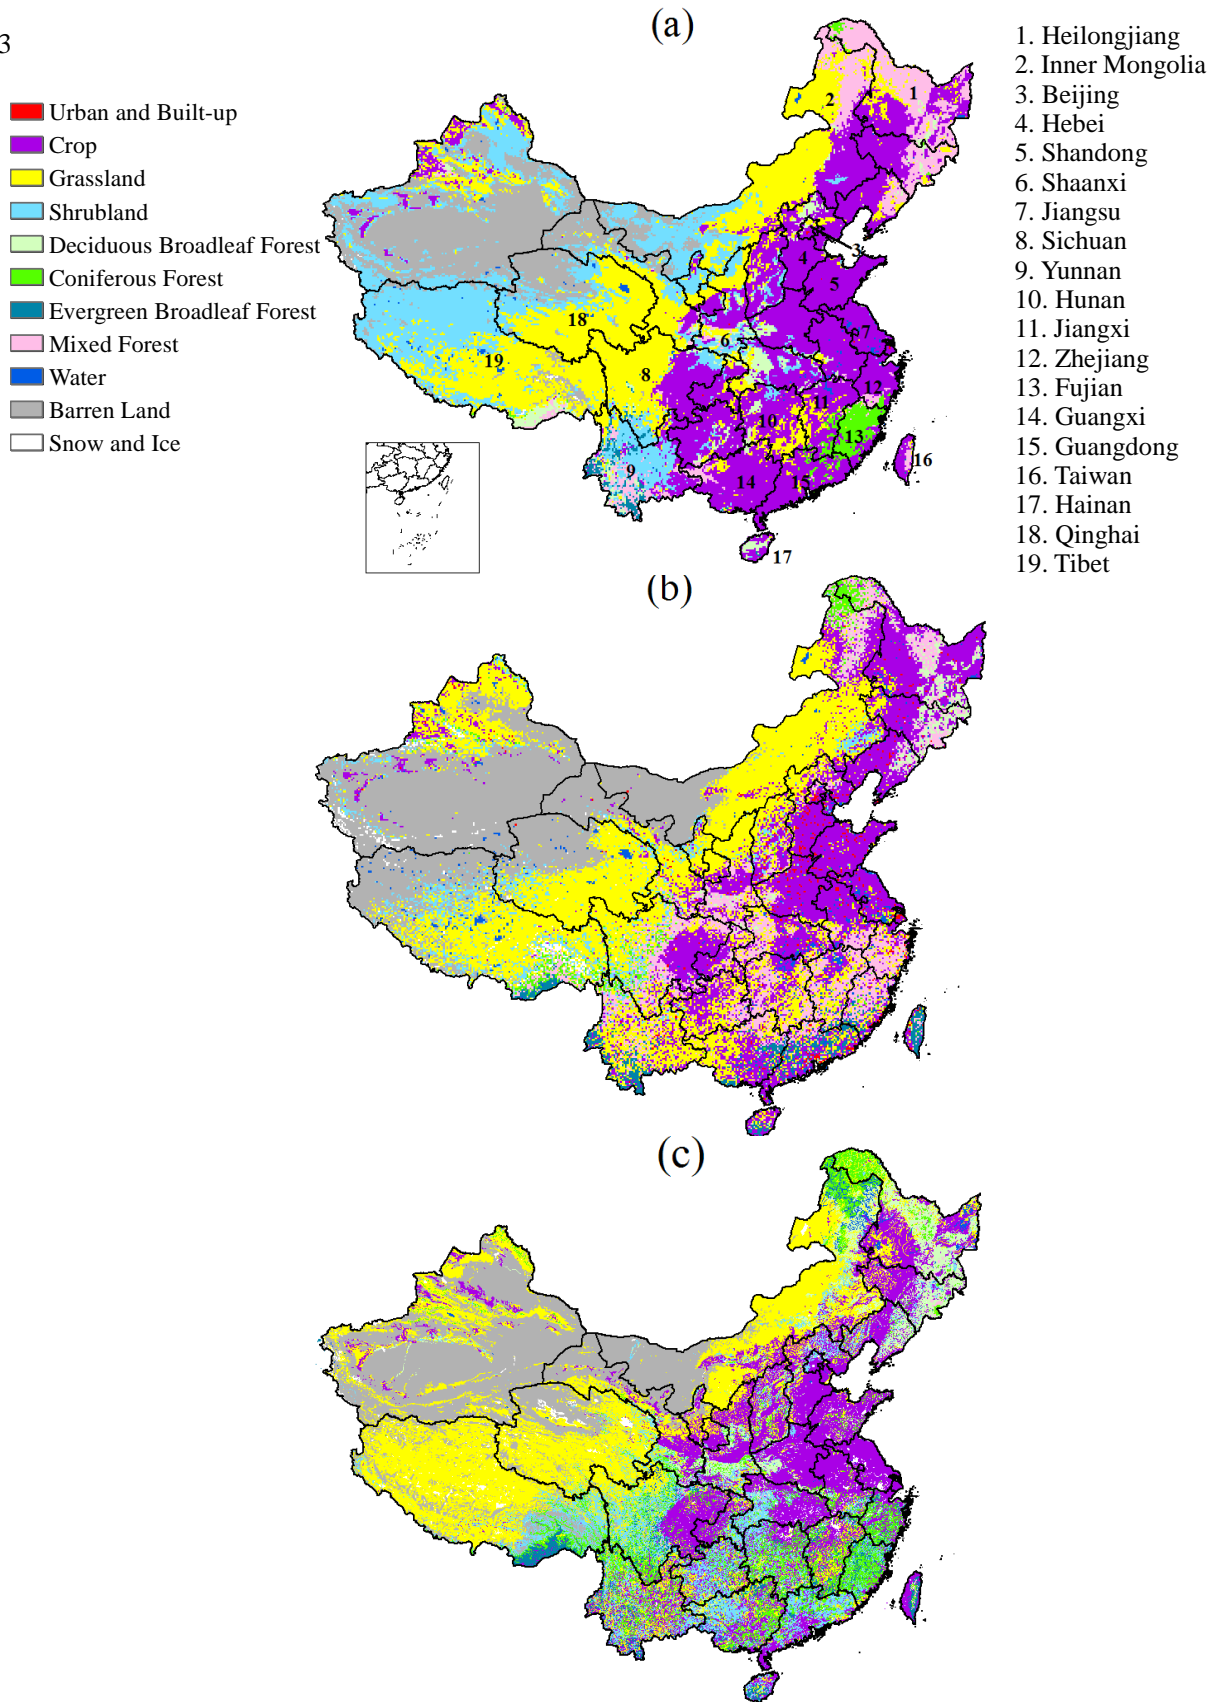 3
(a)
Urban and Built-up
Crop
Grassland
Shrubland
Deciduous Broadleaf Forest
Coniferous Forest
Evergreen Broadleaf Forest
Mixed Forest
Water
Barren Land
Snow and Ice
1. Heilongjiang
2. Inner Mongolia
3. Beijing
4. Hebei
5. Shandong
6. Shaanxi
7. Jiangsu
8. Sichuan
9. Yunnan
10. Hunan
11. Jiangxi
12. Zhejiang
13. Fujian
14. Guangxi
15. Guangdong
16. Taiwan
17. Hainan
18. Qinghai
19. Tibet
1
2
3
4
5
6
7
8
9
10
11
12
13
14
15
16
17
18
19
(b)
(c)